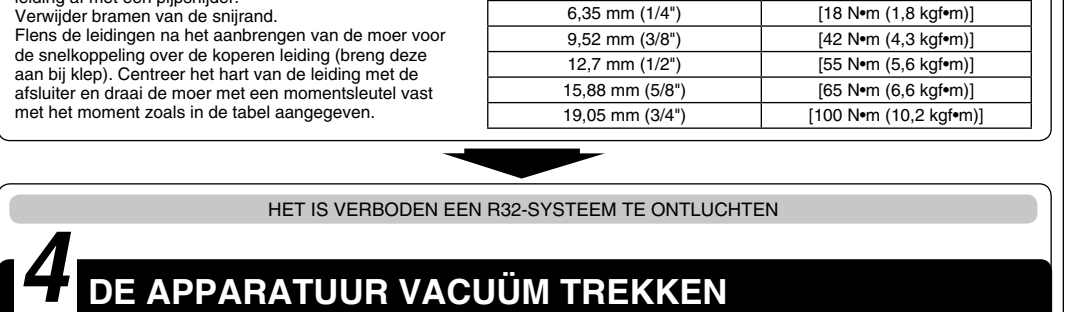 leiding af met een pijpsnijder.
Verwijder bramen van de snijrand.
Flens de leidingen na het aanbrengen van de moer voor
de snelkoppeling over de koperen leiding (breng deze
aan bij klep). Centreer het hart van de leiding met de
afsluiter en draai de moer met een momentsleutel vast
met het moment zoals in de tabel aangegeven.
6,35 mm (1/4") [18 N•m (1,8 kgf•m)]
9,52 mm (3/8") [42 N•m (4,3 kgf•m)]
12,7 mm (1/2") [55 N•m (5,6 kgf•m)]
15,88 mm (5/8") [65 N•m (6,6 kgf•m)]
19,05 mm (3/4") [100 N•m (10,2 kgf•m)]
HET IS VERBODEN EEN R32-SYSTEEM TE ONTLUCHTEN
4 DE APPARATUUR VACUÜM TREKKEN